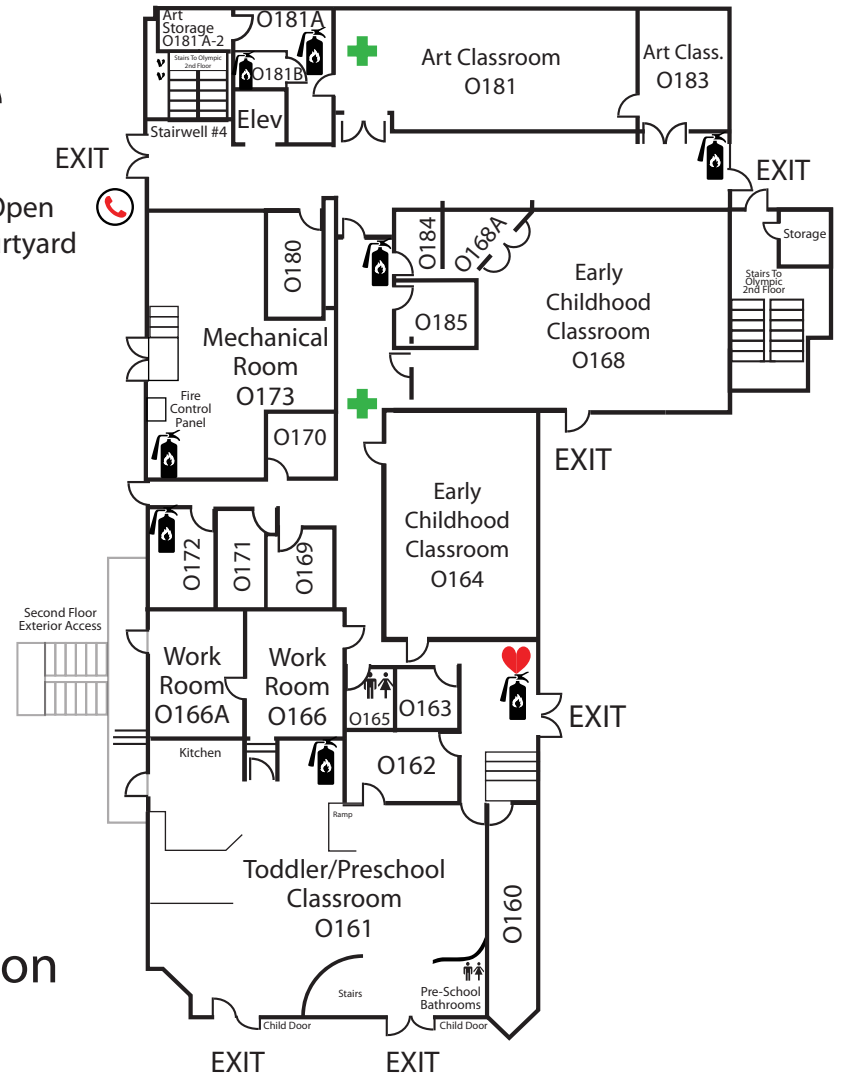 Art
Storage
O181 A-2
O181A
Stairs To Olympic
2nd Floor
O181B
Elev
Stairwell #4
Art Classroom
O181
Art Class.
O183
EXIT
EXIT
Open
rtyard
O180
O184
O168A
O185
Early
Childhood
Classroom
O168
Storage
Stairs To
Olympic
2nd Floor
Mechanical
Room
O173
Fire
Control
Panel
O170
EXIT
Early
Childhood
Classroom
O164
O172
O171
O169
Second Floor
Exterior Access
Work
Room
O166A
Work
Room
O166
O165
O163
EXIT
Kitchen
O162
Ramp
Toddler/Preschool
Classroom
O161
O160
on
Stairs
Pre-School
Bathrooms
Child Door
Child Door
EXIT
EXIT